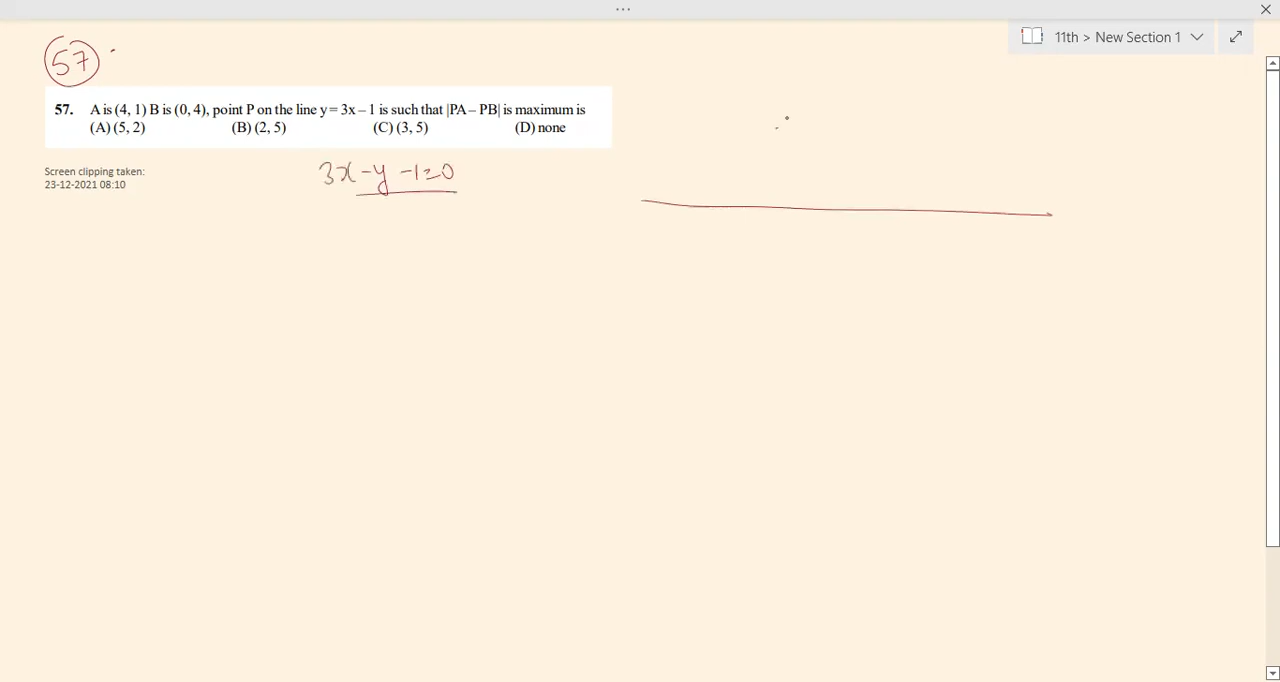 11th > New Section 1
57
57. A is (4, 1) B is (0, 4), point P on the line y = 3x – 1 is such that |PA – PB| is maximum is
(A) (5, 2) (B) (2, 5) (C) (3, 5) (D) none
Screen clipping taken:
23-12-2021 08:10
3x - y - 1 = 0